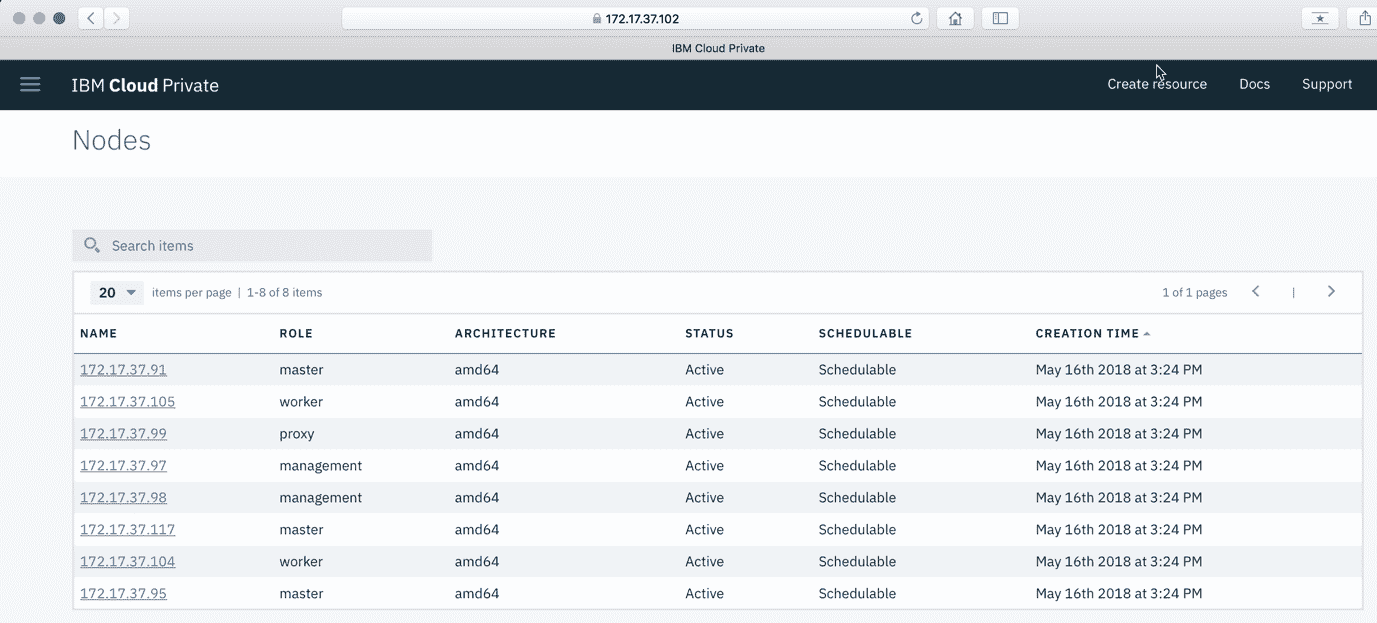 172.17.37.102
IBM Cloud Private
IBM Cloud Private Create resource Docs Support
Nodes
Search items
20 items per page | 1-8 of 8 items 1 of 1 pages |
NAME ROLE ARCHITECTURE STATUS SCHEDULABLE CREATION TIME
172.17.37.91 master amd64 Active Schedulable May 16th 2018 at 3:24 PM
172.17.37.105 worker amd64 Active Schedulable May 16th 2018 at 3:24 PM
172.17.37.99 proxy amd64 Active Schedulable May 16th 2018 at 3:24 PM
172.17.37.97 management amd64 Active Schedulable May 16th 2018 at 3:24 PM
172.17.37.98 management amd64 Active Schedulable May 16th 2018 at 3:24 PM
172.17.37.117 master amd64 Active Schedulable May 16th 2018 at 3:24 PM
172.17.37.104 worker amd64 Active Schedulable May 16th 2018 at 3:24 PM
172.17.37.95 master amd64 Active Schedulable May 16th 2018 at 3:24 PM